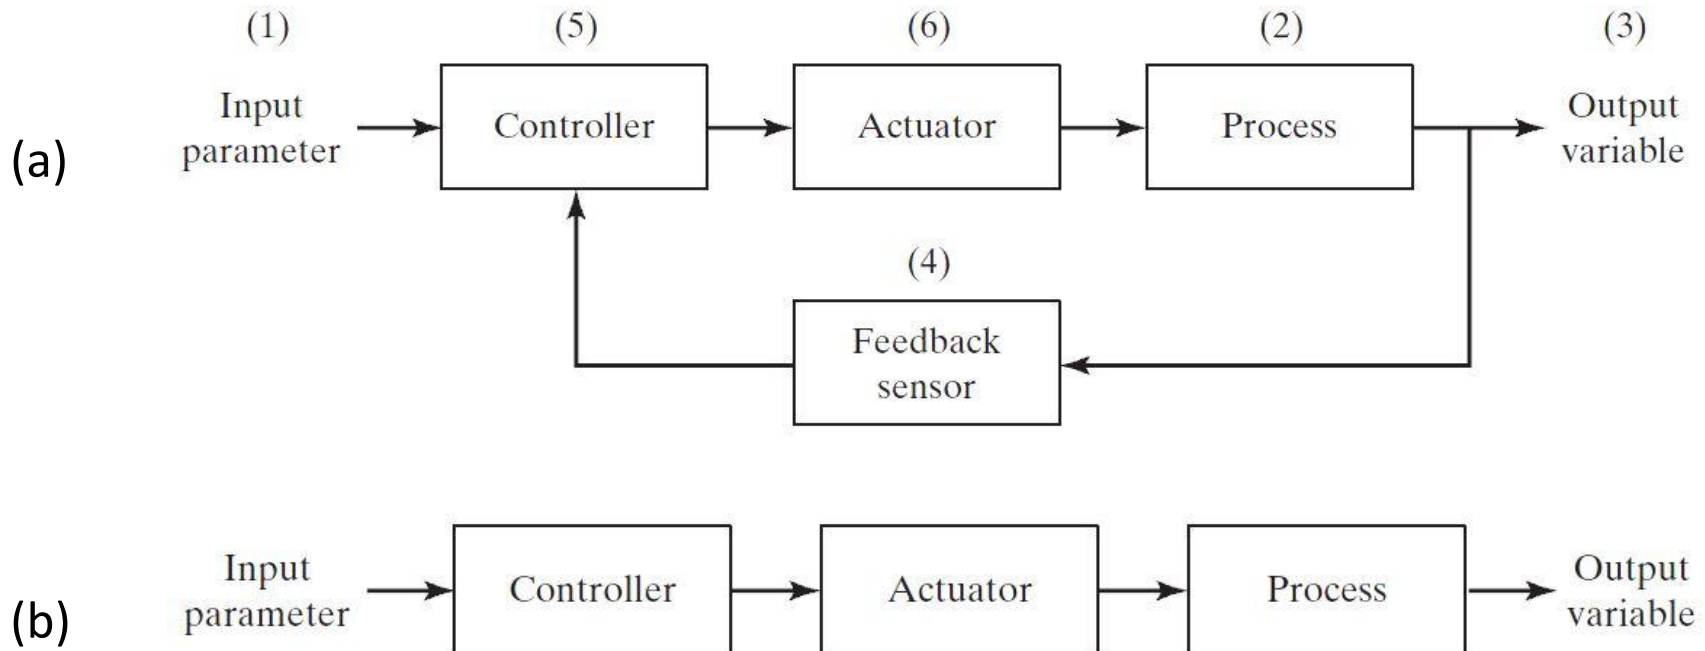 (1) (5) (6) (2) (3)
Input
parameter
Controller
Actuator
Process
Output
variable
(a)
(4)
Feedback
sensor
Input
parameter
Controller
Actuator
Process
Output
variable
(b)